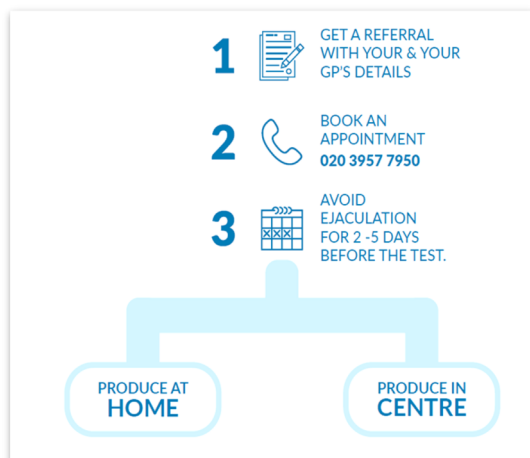 1
GET A REFERRAL
WITH YOUR & YOUR
GP'S DETAILS
2
BOOK AN
APPOINTMENT
020 3957 7950
3
AVOID
EJACULATION
FOR 2 -5 DAYS
BEFORE THE TEST.
PRODUCE AT
HOME
PRODUCE IN
CENTRE